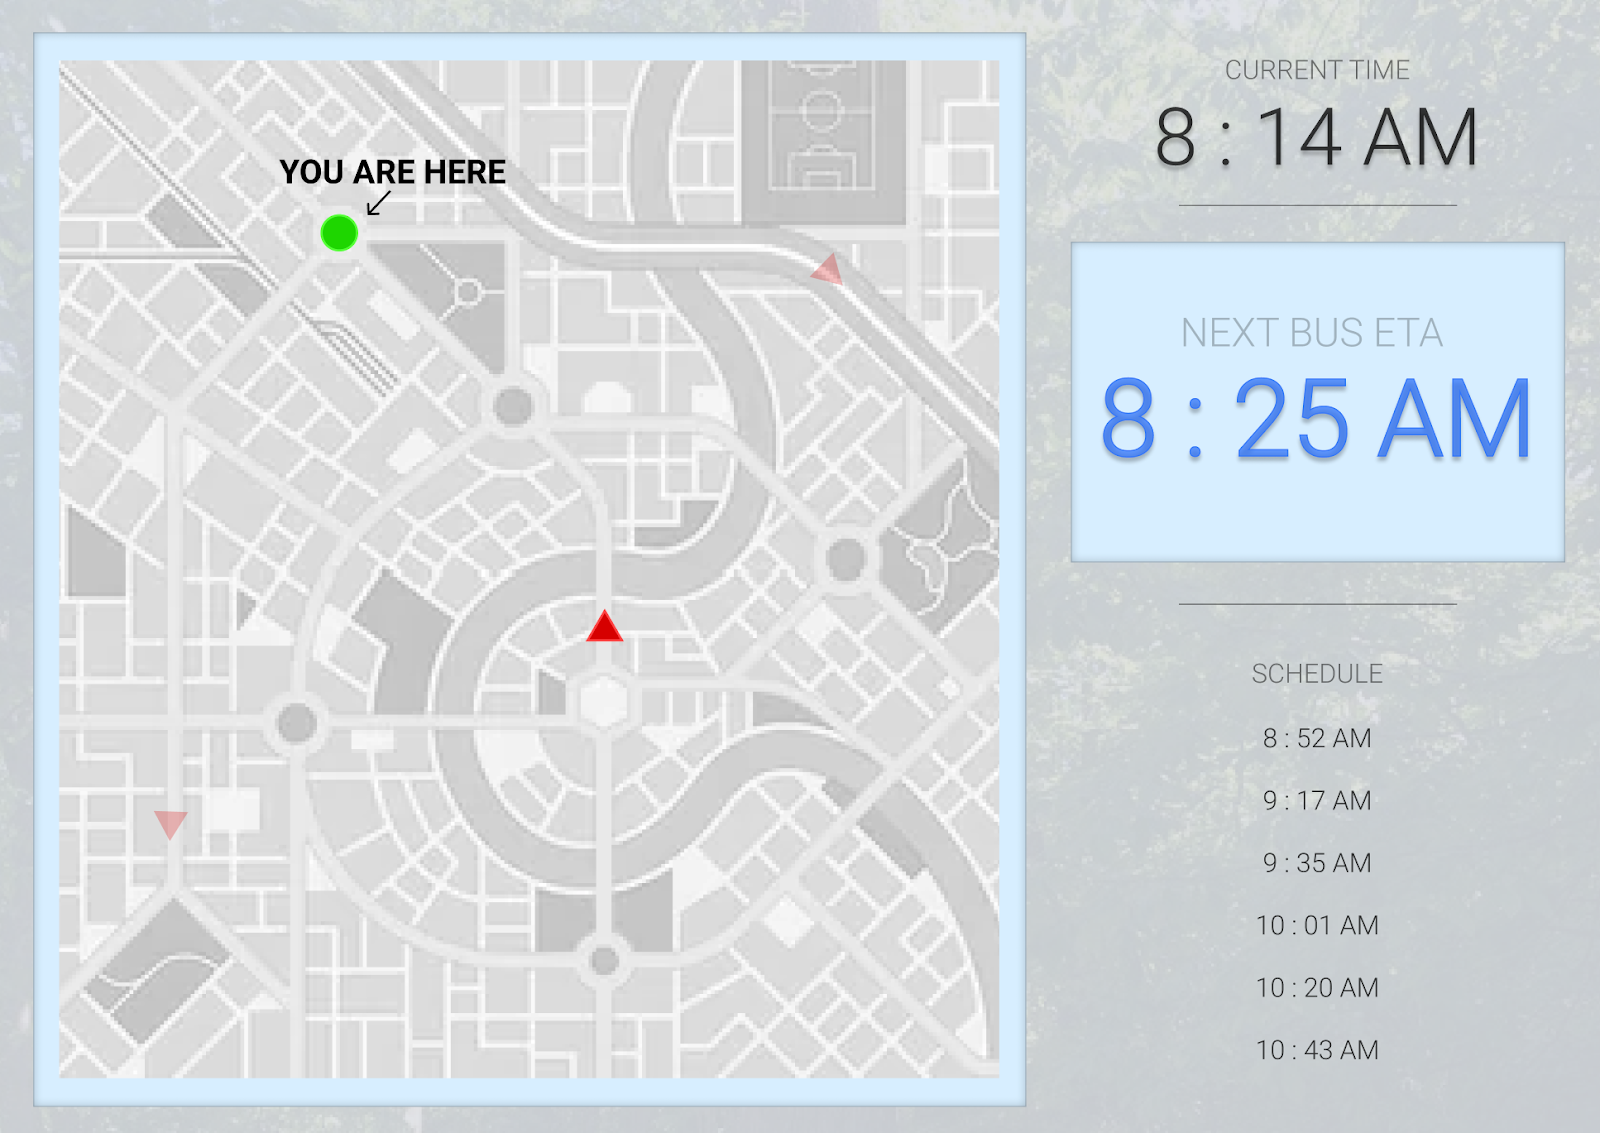 YOU ARE HERE
CURRENT TIME
8 : 14 AM
NEXT BUS ETA
8 : 25 AM
SCHEDULE
8 : 52 AM
9 : 17 AM
9 : 35 AM
10 : 01 AM
10 : 20 AM
10 : 43 AM